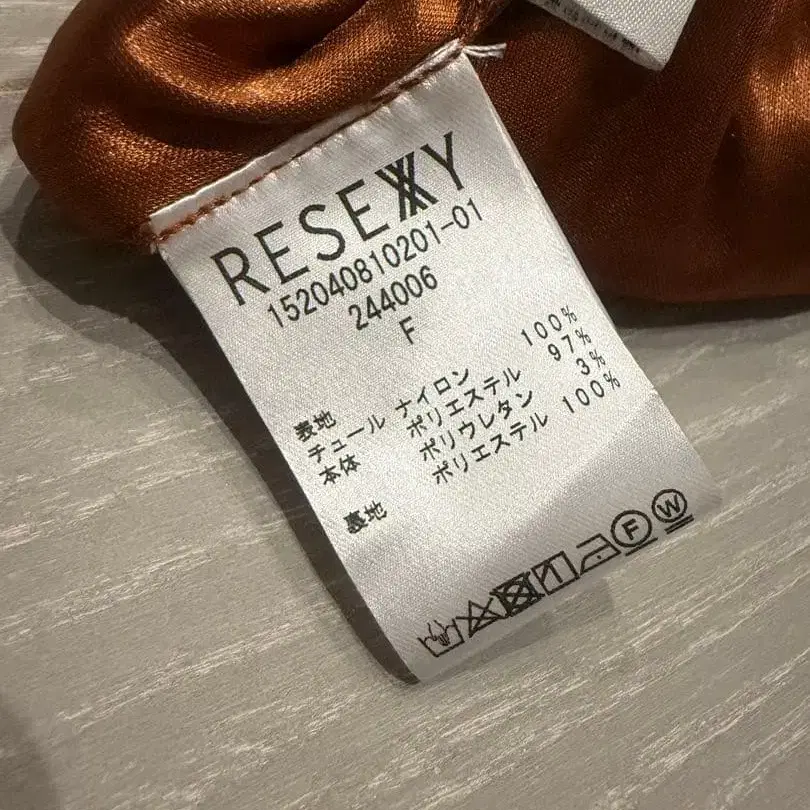 RESEXXY
152040810201-01
244006
F
表地
チュール ナイロン 100%
本体 ポリエステル 97%
ポリウレタン 3%
裏地 ポリエステル 100%
F W